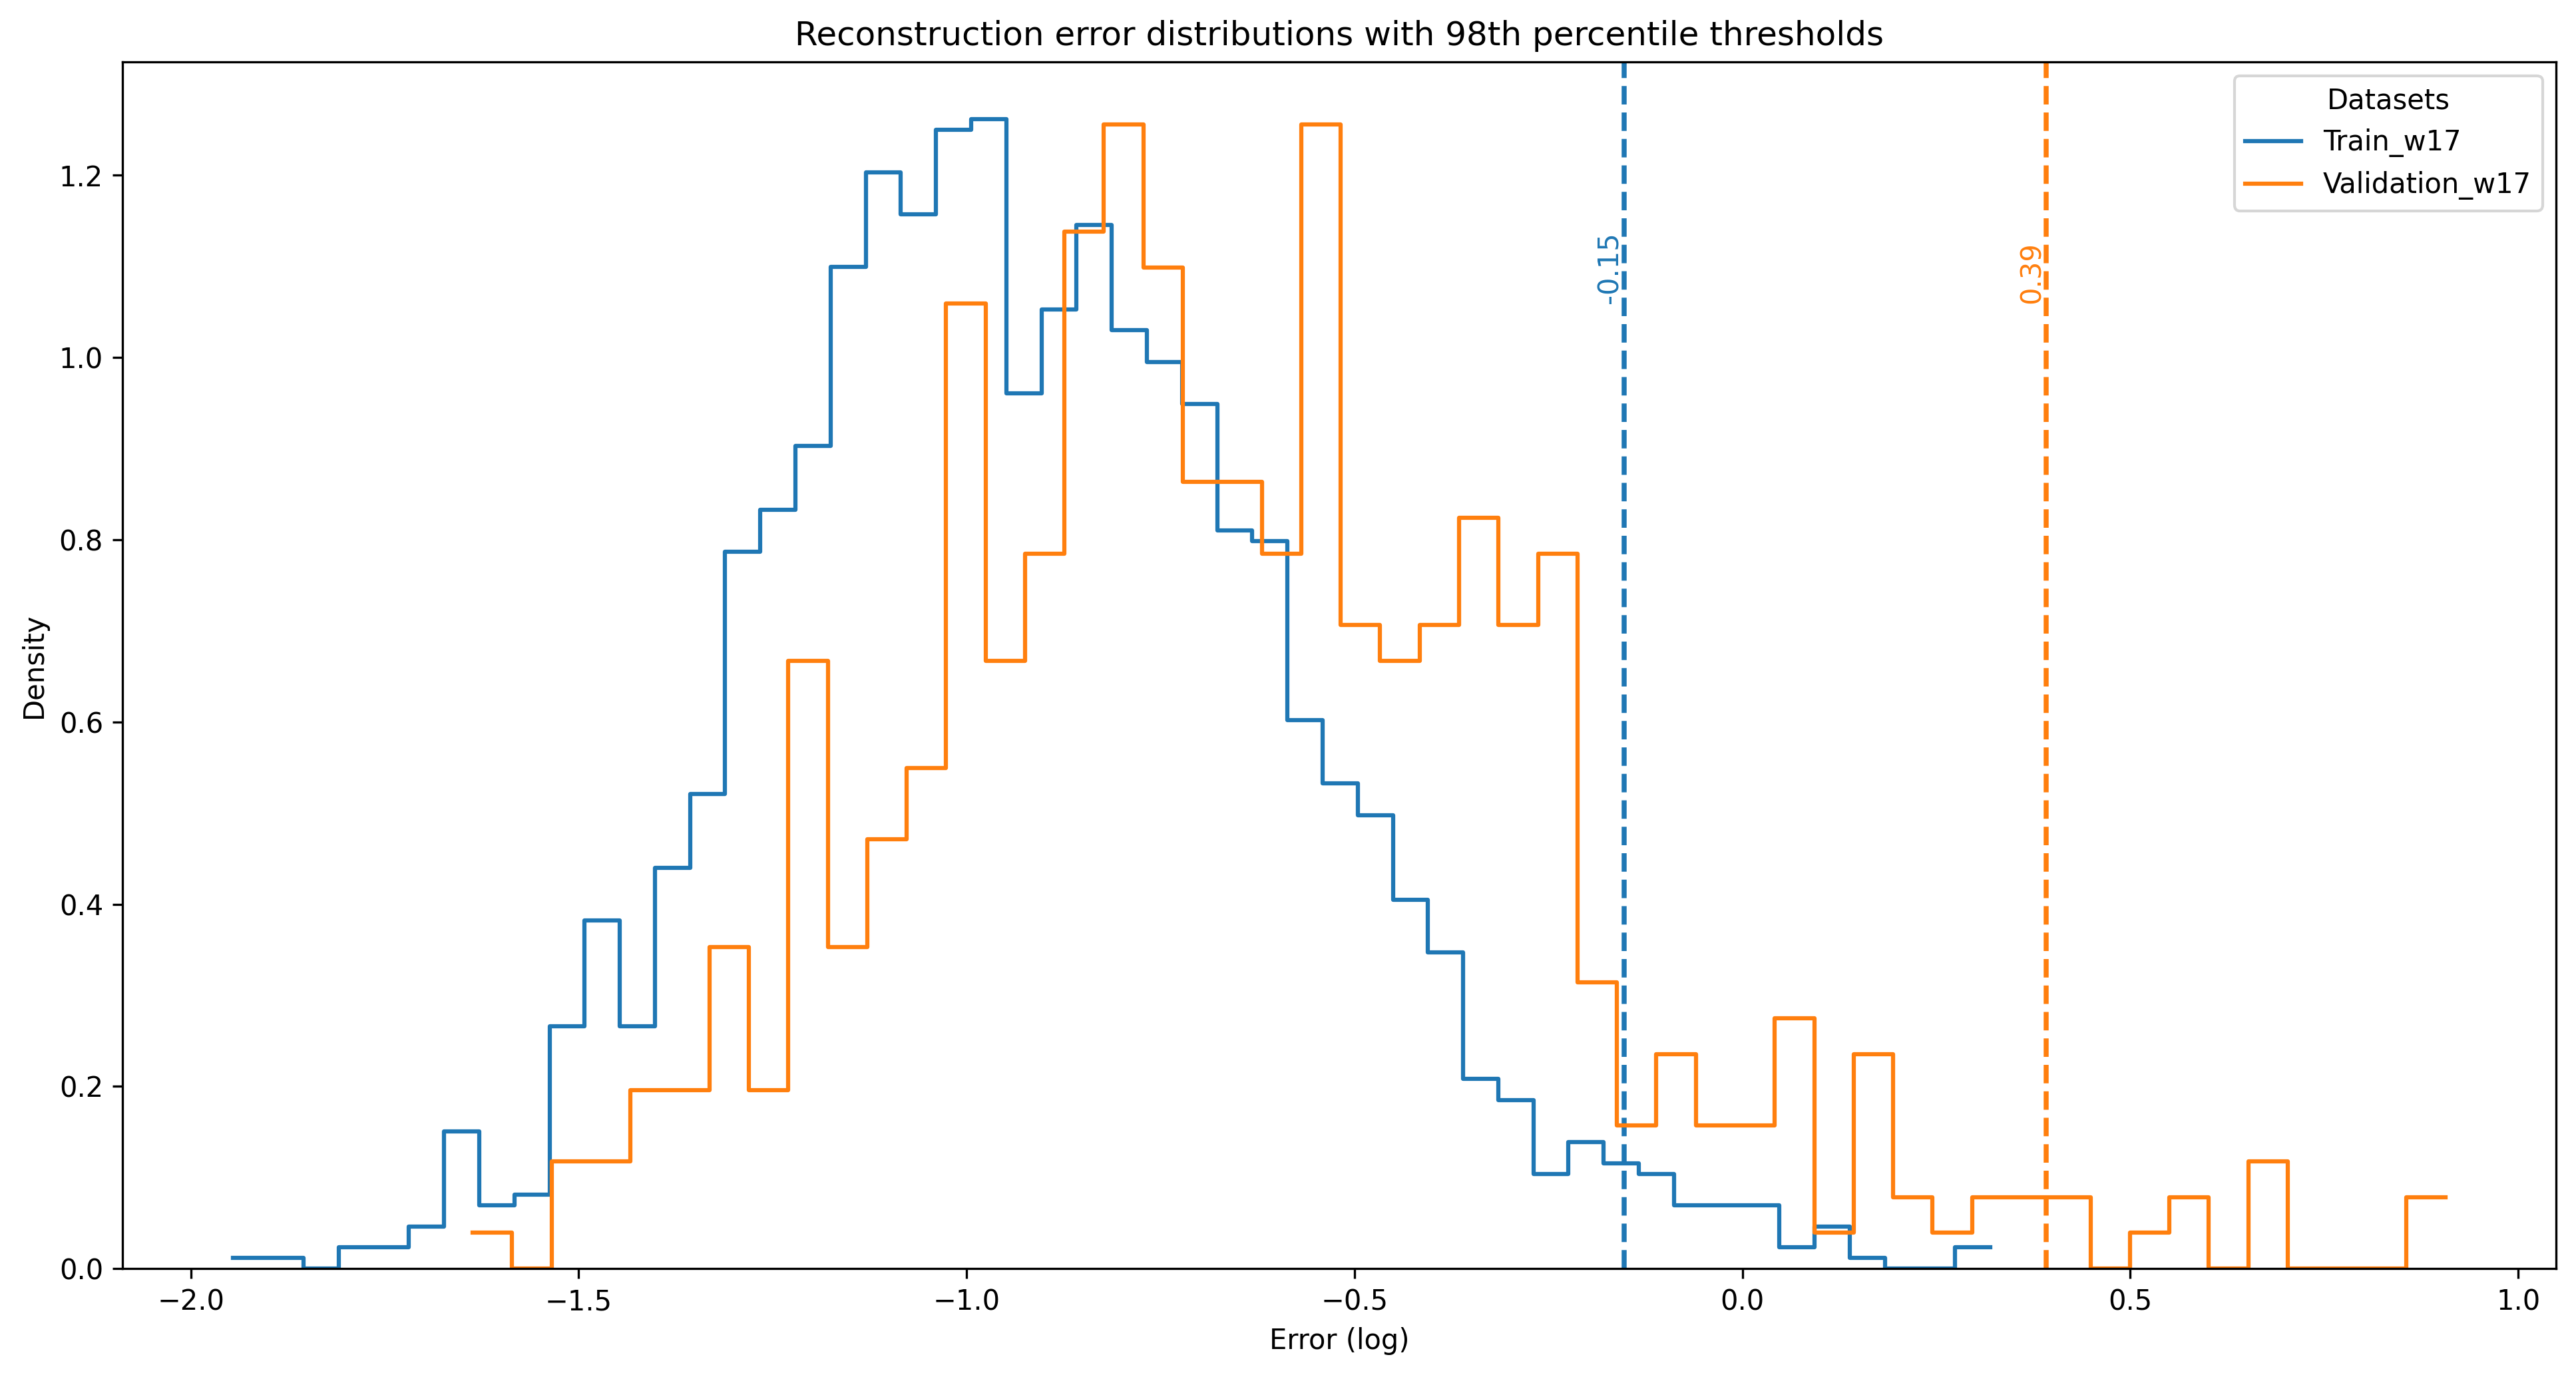 Reconstruction error distributions with 98th percentile thresholds
Datasets
Train_w17
Validation_w17
-0.15
0.39
1.2
1.0
0.8
0.6
0.4
0.2
0.0
Density
−2.0 −1.5 −1.0 −0.5 0.0 0.5 1.0
Error (log)